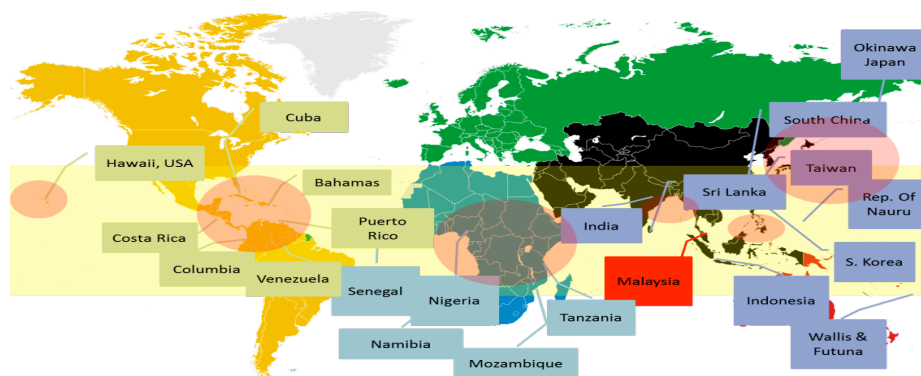 Okinawa
Japan
Cuba
South China
Hawaii, USA
Taiwan
Bahamas
Sri Lanka
Rep. Of
Nauru
Puerto
Rico
India
Costa Rica
S. Korea
Columbia
Venezuela
Senegal
Nigeria
Malaysia
Indonesia
Tanzania
Namibia
Wallis &
Futuna
Mozambique